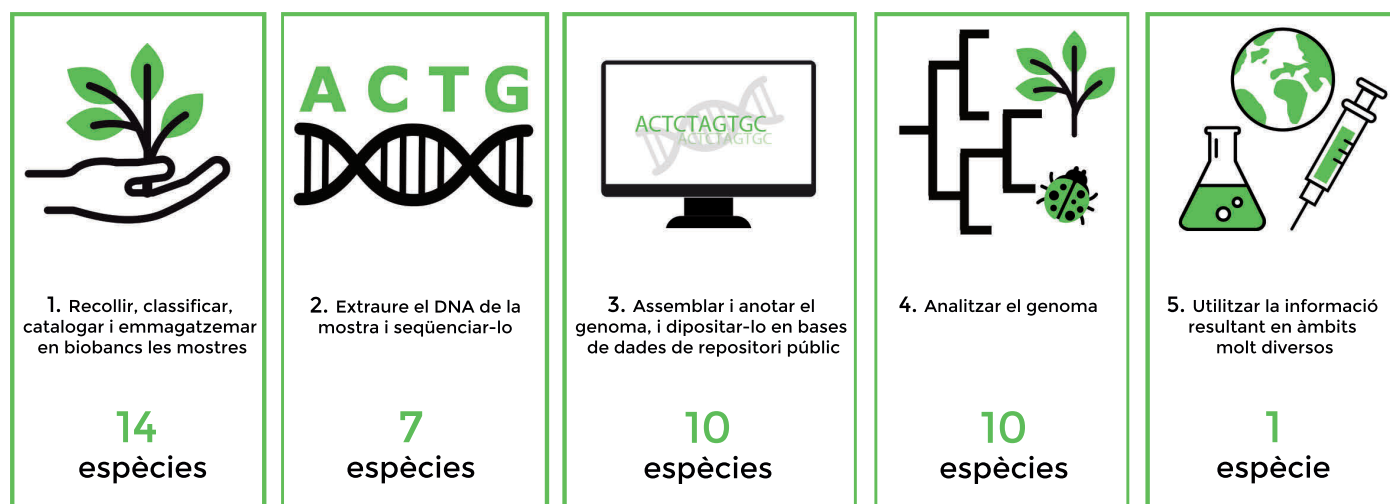 1. Recollir, classificar,
catalogar i emmagatzemar
en biobancs les mostres
14
espècies
ACTG
2. Extraure el DNA de la
mostra i seqüenciar-lo
7
espècies
ACTCTAGTGC
ACTCTAGTGC
3. Assemblar i anotar el
genoma, i dipositar-lo en bases
de dades de repositori públic
10
espècies
4. Analitzar el genoma
10
espècies
5. Utilitzar la informació
resultant en àmbits
molt diversos
1
espècie